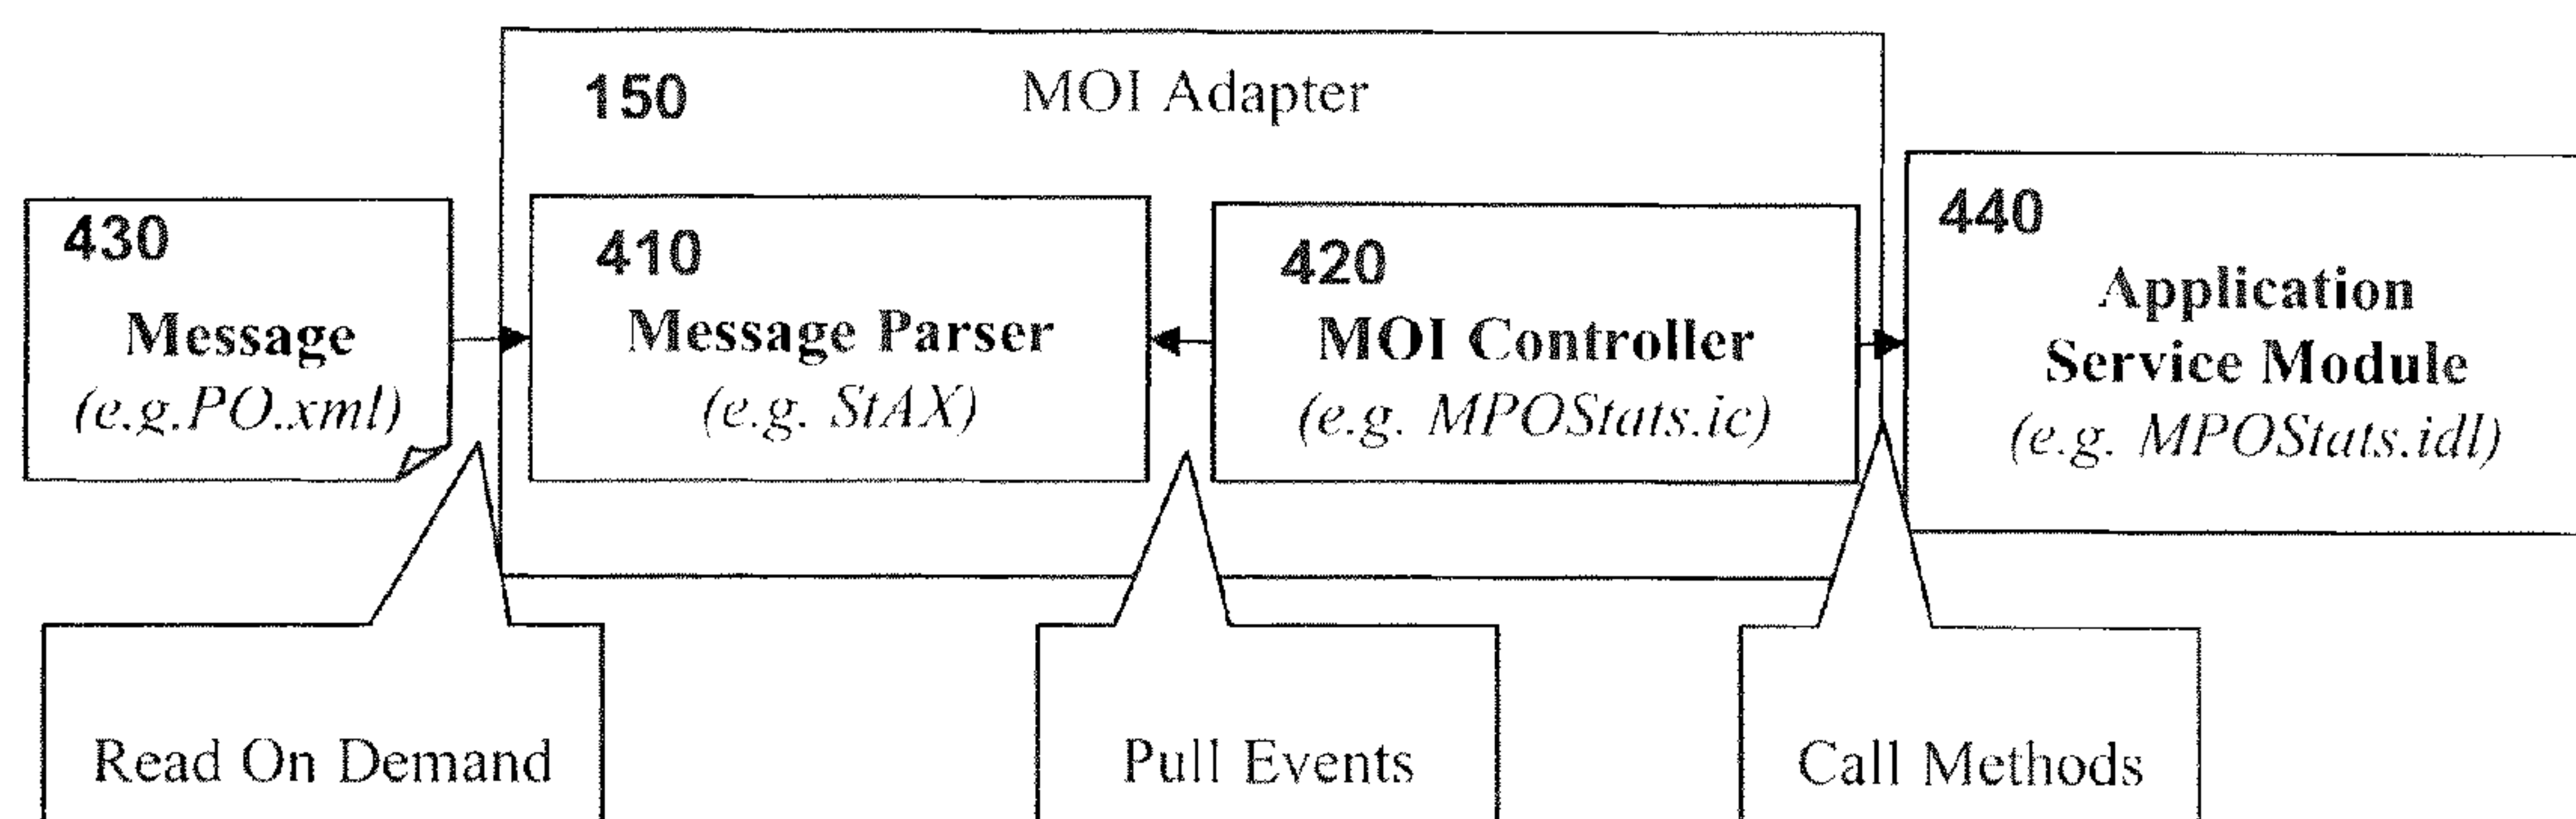 150 MOI Adapter
430
Message
(e.g.PO.xml)
410
Message Parser
(e.g. StAX)
420
MOI Controller
(e.g. MPOStats.ic)
440
Application
Service Module
(e.g. MPOStats.idl)
Read On Demand
Pull Events
Call Methods